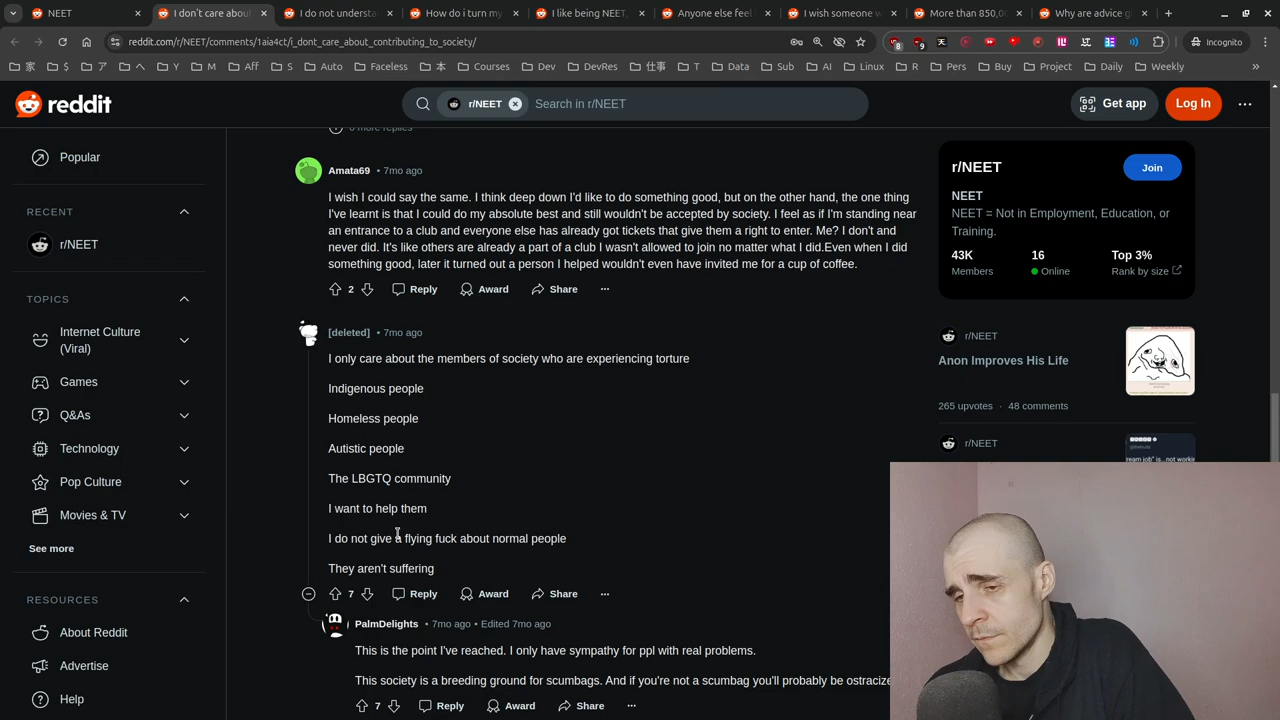 NEET
I don't care abou
I do not understa
How do i turn my
I like being NEET,
Anyone else feel
I wish someone w
More than 850,0
Why are advice g
reddit.com/r/NEET/comments/1aia4ct/i_dont_care_about_contributing_to_society/
8
9
Incognito
家 $ ア へ Y M Aff S Auto Faceless 本 Courses Dev DevRes 仕事 T Data Sub AI Linux R Pers Buy Project Daily Weekly
reddit
r/NEET
Search in r/NEET
Get app
Log In
Popular
RECENT
r/NEET
TOPICS
Internet Culture
(Viral)
Games
Q&As
Technology
Pop Culture
Movies & TV
See more
RESOURCES
About Reddit
Advertise
Help
6 more replies
Amata69 • 7mo ago
I wish I could say the same. I think deep down I'd like to do something good, but on the other hand, the one thing
I've learnt is that I could do my absolute best and still wouldn't be accepted by society. I feel as if I'm standing near
an entrance to a club and everyone else has already got tickets that give them a right to enter. Me? I don't and
never did. It's like others are already a part of a club I wasn't allowed to join no matter what I did.Even when I did
something good, later it turned out a person I helped wouldn't even have invited me for a cup of coffee.
2 Reply Award Share
[deleted] • 7mo ago
I only care about the members of society who are experiencing torture
Indigenous people
Homeless people
Autistic people
The LBGTQ community
I want to help them
I do not give a flying fuck about normal people
They aren't suffering
7 Reply Award Share
PalmDelights • 7mo ago • Edited 7mo ago
This is the point I've reached. I only have sympathy for ppl with real problems.
This society is a breeding ground for scumbags. And if you're not a scumbag you'll probably be ostracize
7 Reply Award Share
r/NEET
Join
NEET
NEET = Not in Employment, Education, or
Training.
43K 16 Top 3%
Members Online Rank by size
r/NEET
Anon Improves His Life
265 upvotes • 48 comments
r/NEET